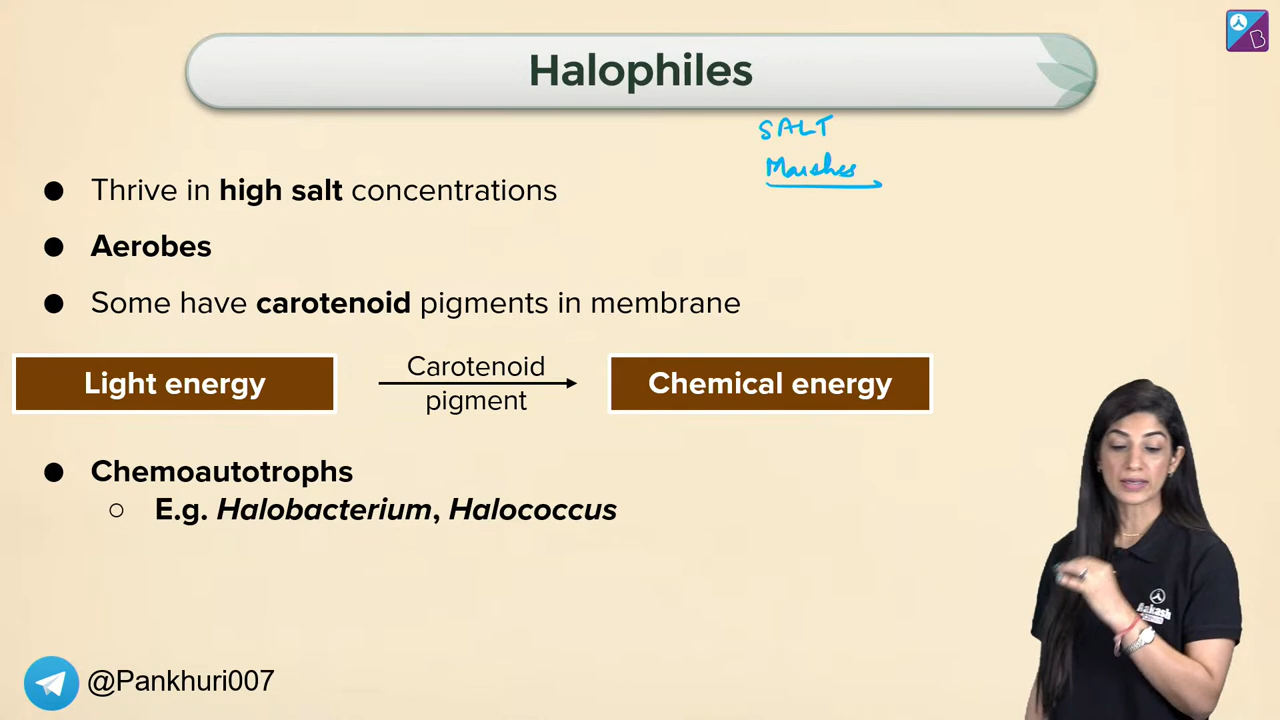 Halophiles
SALT
Marshes
● Thrive in high salt concentrations
● Aerobes
● Some have carotenoid pigments in membrane
Light energy
Carotenoid
pigment
Chemical energy
● Chemoautotrophs
○ E.g. Halobacterium, Halococcus
Aakash
@Pankhuri007
B